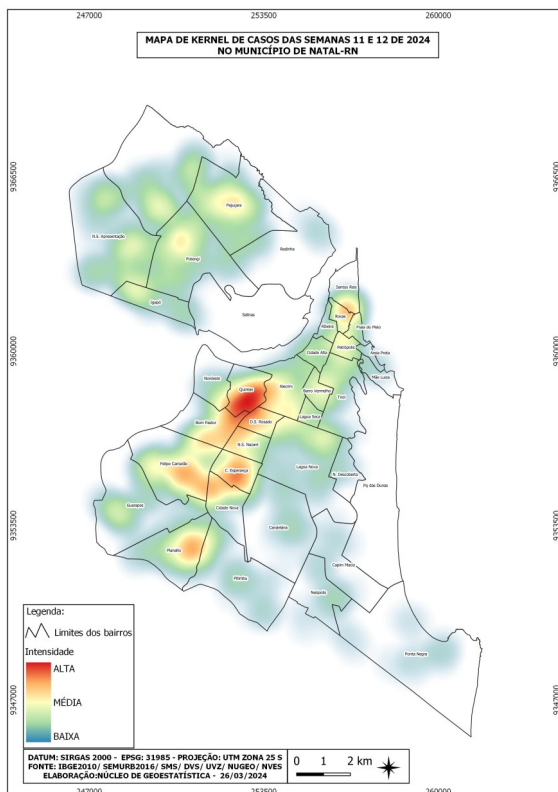 247000 253500 260000
MAPA DE KERNEL DE CASOS DAS SEMANAS 11 E 12 DE 2024
NO MUNICÍPIO DE NATAL-RN
9366500 9366500
Pajuçara
N.S. Apresentação
Redinha
Potengi
Santos Reis
Igapó
Salinas
Rocas
Ribeira
Praia do Meio
9360000 9360000
Petrópolis
Cidade Alta
Areia Preta
Mãe Luiza
Nordeste
Quintas
Alecrim
Barro Vermelho
Tirol
Lagoa Seca
Bom Pastor
D.S. Rosado
N.S. Nazaré
Felipe Camarão
C. Esperança
Lagoa Nova
N. Descoberta
Pq das Dunas
Guarapes
Cidade Nova
9353500 9353500
Candelária
Planalto
Capim Macio
Pitimbu
Neópolis
Ponta Negra
Legenda:
Limites dos bairros
Intensidade
ALTA
MÉDIA
BAIXA
9347000 9347000
DATUM: SIRGAS 2000 - EPSG: 31985 - PROJEÇÃO: UTM ZONA 25 S
FONTE: IBGE2010/ SEMURB2016/ SMS/ DVS/ UVZ/ NUGEO/ NVES
ELABORAÇÃO:NÚCLEO DE GEOESTATÍSTICA - 26/03/2024
0 1 2 km
247000 253500 260000